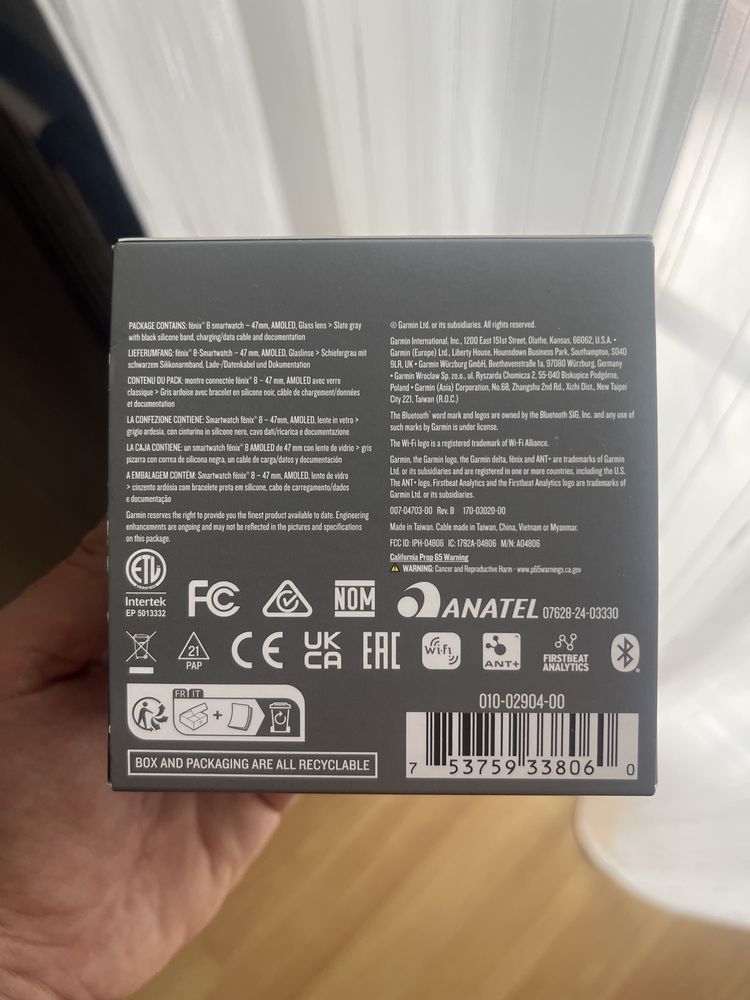 PACKAGE CONTAINS: fēnix® 8 smartwatch – 47mm, AMOLED, Glass lens > Slate gray
with black silicone band, charging/data cable and documentation
LIEFERUMFANG: fēnix® 8-Smartwatch – 47 mm, AMOLED, Glaslinse > Schiefergrau mit
schwarzem Silikonarmband, Lade-/Datenkabel und Dokumentation
CONTENU DU PACK: montre connectée fēnix® 8 – 47 mm, AMOLED avec verre
classique > Gris ardoise avec bracelet en silicone noir, câble de chargement/données
et documentation
LA CONFEZIONE CONTIENE: Smartwatch fēnix® 8 – 47mm, AMOLED, lente in vetro >
grigio ardesia, con cinturino in silicone nero, cavo dati/ricarica e documentazione
LA CAJA CONTIENE: un smartwatch fēnix® 8 AMOLED de 47 mm con lente de vidrio > gris
pizarra con correa de silicona negra, un cable de carga/datos y documentación
A EMBALAGEM CONTÉM: Smartwatch fēnix® 8 – 47 mm, AMOLED, lente de vidro
> cinzento ardósia com bracelete preta em silicone, cabo de carregamento/dados
e documentação
Garmin reserves the right to provide you the finest product available to date. Engineering
enhancements are ongoing and may not be reflected in the pictures and specifications
on this package.
© Garmin Ltd. or its subsidiaries. All rights reserved.
Garmin International, Inc., 1200 East 151st Street, Olathe, Kansas, 66062, U.S.A. •
Garmin (Europe) Ltd., Liberty House, Hounsdown Business Park, Southampton, SO40
9LR, UK • Garmin Würzburg GmbH, Beethovenstraße 1a, 97080 Würzburg, Germany
• Garmin Wroclaw Sp. zo.o., ul. Ryszarda Chomicza 2, 55-040 Biskupice Podgórne,
Poland • Garmin (Asia) Corporation, No.68, Zhangshu 2nd Rd., Xizhi Dist., New Taipei
City 221, Taiwan (R.O.C.)
The Bluetooth® word mark and logos are owned by the Bluetooth SIG, Inc. and any use of
such marks by Garmin is under license.
The Wi-Fi logo is a registered trademark of Wi-Fi Alliance.
Garmin, the Garmin logo, the Garmin delta, fēnix and ANT+ are trademarks of Garmin
Ltd. or its subsidiaries and are registered in one or more countries, including the U.S.
The ANT+ logo, Firstbeat Analytics and the Firstbeat Analytics logo are trademarks of
Garmin Ltd. or its subsidiaries.
007-04703-00 Rev. B 170-03020-00
Made in Taiwan. Cable made in Taiwan, China, Vietnam or Myanmar.
FCC ID: IPH-04806 IC: 1792A-04806 M/N: A04806
California Prop 65 Warning
WARNING: Cancer and Reproductive Harm - www.p65warnings.ca.gov
ETL
Intertek
EP 5013332
FC
NOM
ANATEL 07628-24-03330
21
PAP
CE
UK
CA
EAC
Wi-Fi
ANT+
FIRSTBEAT
ANALYTICS
FR IT
BOX AND PACKAGING ARE ALL RECYCLABLE
010-02904-00
7 53759 33806 0